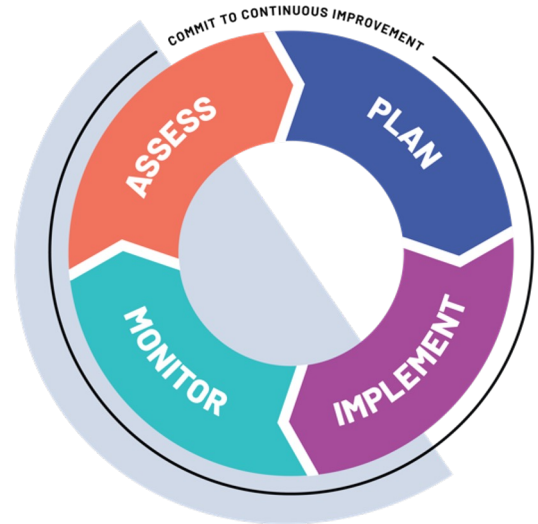 COMMIT TO CONTINUOUS IMPROVEMENT
ASSESS
PLAN
IMPLEMENT
MONITOR